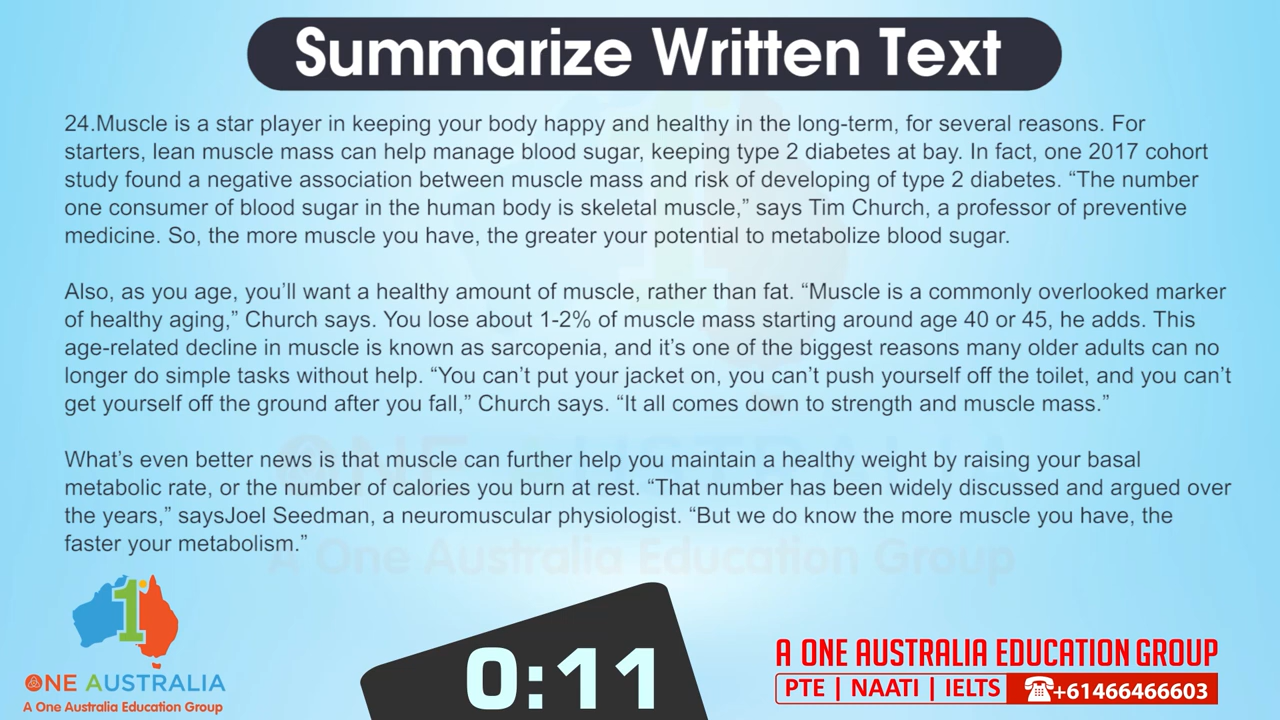 Summarize Written Text
24.Muscle is a star player in keeping your body happy and healthy in the long-term, for several reasons. For
starters, lean muscle mass can help manage blood sugar, keeping type 2 diabetes at bay. In fact, one 2017 cohort
study found a negative association between muscle mass and risk of developing of type 2 diabetes. “The number
one consumer of blood sugar in the human body is skeletal muscle,” says Tim Church, a professor of preventive
medicine. So, the more muscle you have, the greater your potential to metabolize blood sugar.
Also, as you age, you’ll want a healthy amount of muscle, rather than fat. “Muscle is a commonly overlooked marker
of healthy aging,” Church says. You lose about 1-2% of muscle mass starting around age 40 or 45, he adds. This
age-related decline in muscle is known as sarcopenia, and it’s one of the biggest reasons many older adults can no
longer do simple tasks without help. “You can’t put your jacket on, you can’t push yourself off the toilet, and you can’t
get yourself off the ground after you fall,” Church says. “It all comes down to strength and muscle mass.”
What’s even better news is that muscle can further help you maintain a healthy weight by raising your basal
metabolic rate, or the number of calories you burn at rest. “That number has been widely discussed and argued over
the years,” saysJoel Seedman, a neuromuscular physiologist. “But we do know the more muscle you have, the
faster your metabolism.”
ONE AUSTRALIA
A One Australia Education Group
1
ONE AUSTRALIA
A One Australia Education Group
0:11
A ONE AUSTRALIA EDUCATION GROUP
PTE | NAATI | IELTS +61466466603